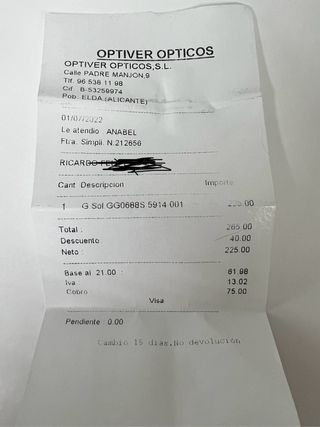 OPTIVER OPTICOS
OPTIVER OPTICOS,S.L.
Calle PADRE MANJON,9
Tlf. 96 538 11 98
Cif. B-53259974
Pob. ELDA (ALICANTE)
01/07/2022
Le atendio ANABEL
Ftra. Simpli. N.212656
RICARDO
Cant Descripcion Importe
1 G Sol GG0688S 5914 001
Total : 265.00
Descuento 40.00
Neto : 225.00
Base al 21.00 : 61.98
Iva 13.02
Cobro : 75.00
Visa
Pendiente : 0.00
Cambio 15 dias.No devolución